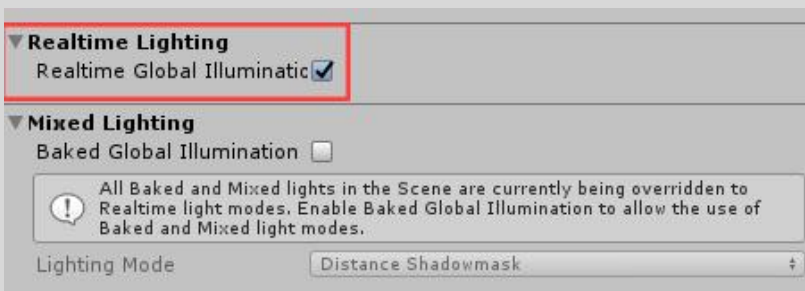 Realtime Lighting
Realtime Global Illuminatic
Mixed Lighting
Baked Global Illumination
All Baked and Mixed lights in the Scene are currently being overridden to
Realtime light modes. Enable Baked Global Illumination to allow the use of
Baked and Mixed light modes.
Lighting Mode Distance Shadowmask